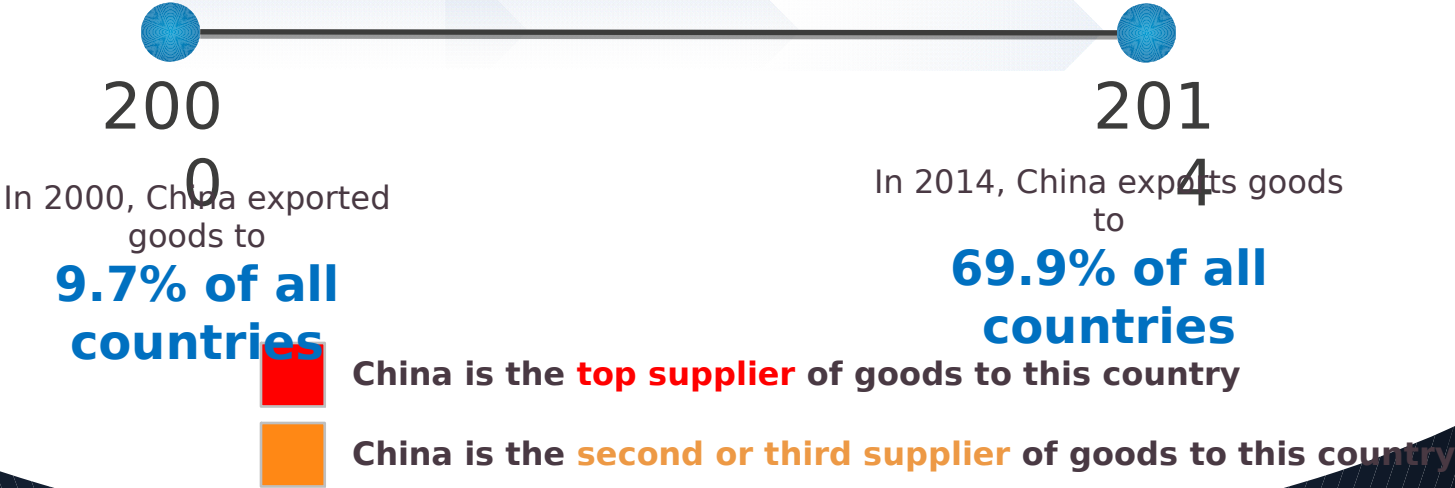 200
0
In 2000, China exported
goods to
9.7% of all
countries
201
4
In 2014, China exports goods
to
69.9% of all
countries
China is the top supplier of goods to this country
China is the second or third supplier of goods to this country